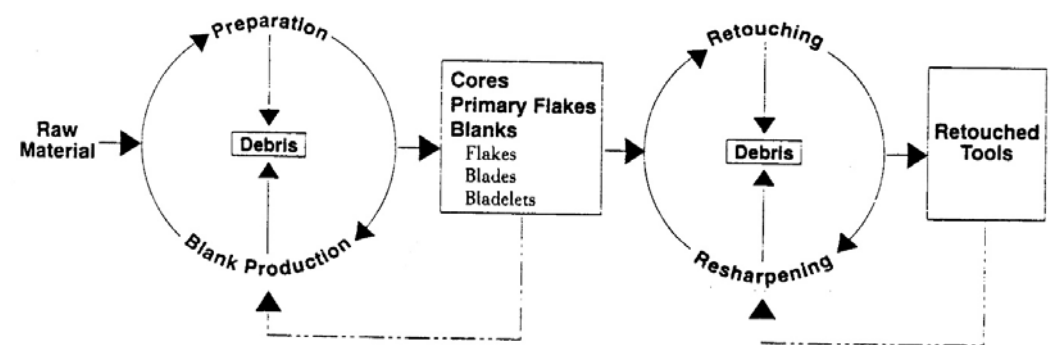 Preparation
Raw
Material
Debris
Blank Production
Cores
Primary Flakes
Blanks
Flakes
Blades
Bladelets
Retouching
Debris
Resharpening
Retouched
Tools